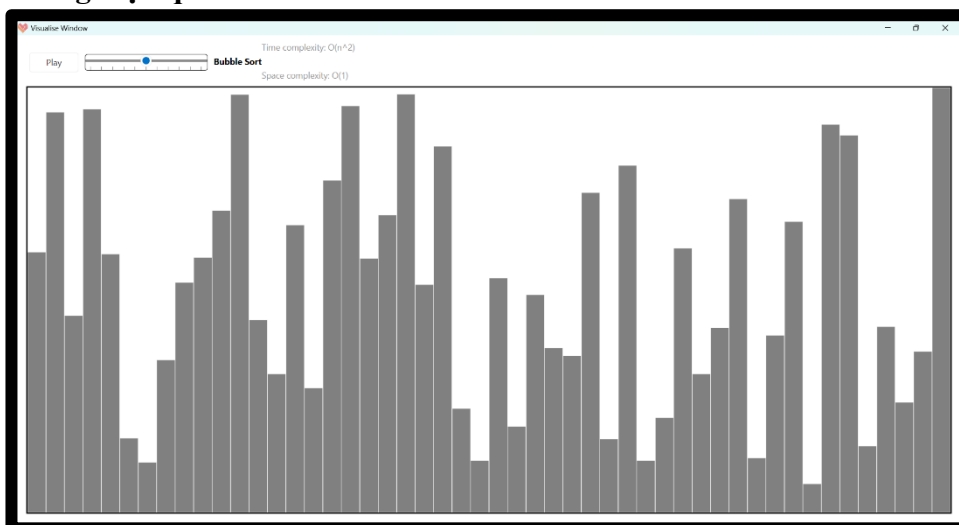 Visualise Window
Time complexity: O(n^2)
Play
Bubble Sort
Space complexity: O(1)